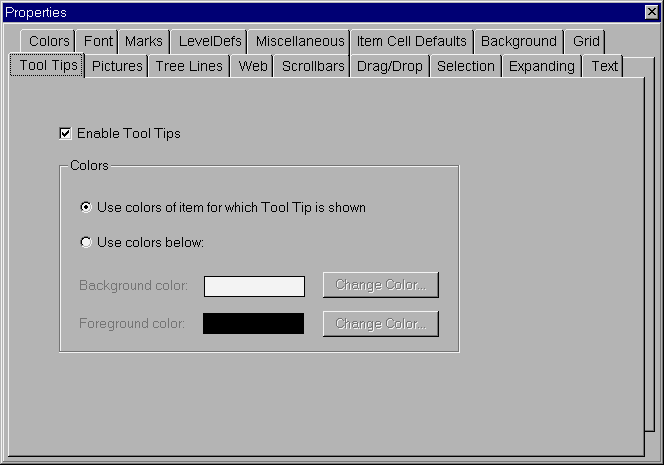 Properties
Colors Font Marks LevelDefs Miscellaneous Item Cell Defaults Background Grid
Tool Tips Pictures Tree Lines Web Scrollbars Drag/Drop Selection Expanding Text
Enable Tool Tips
Colors
Use colors of item for which Tool Tip is shown
Use colors below:
Background color: Change Color...
Foreground color: Change Color...